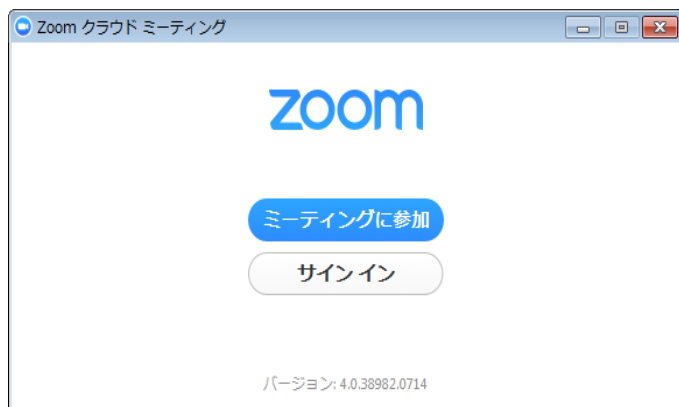 Zoom クラウド ミーティング
zoom
ミーティングに参加
サイン イン
バージョン: 4.0.38982.0714